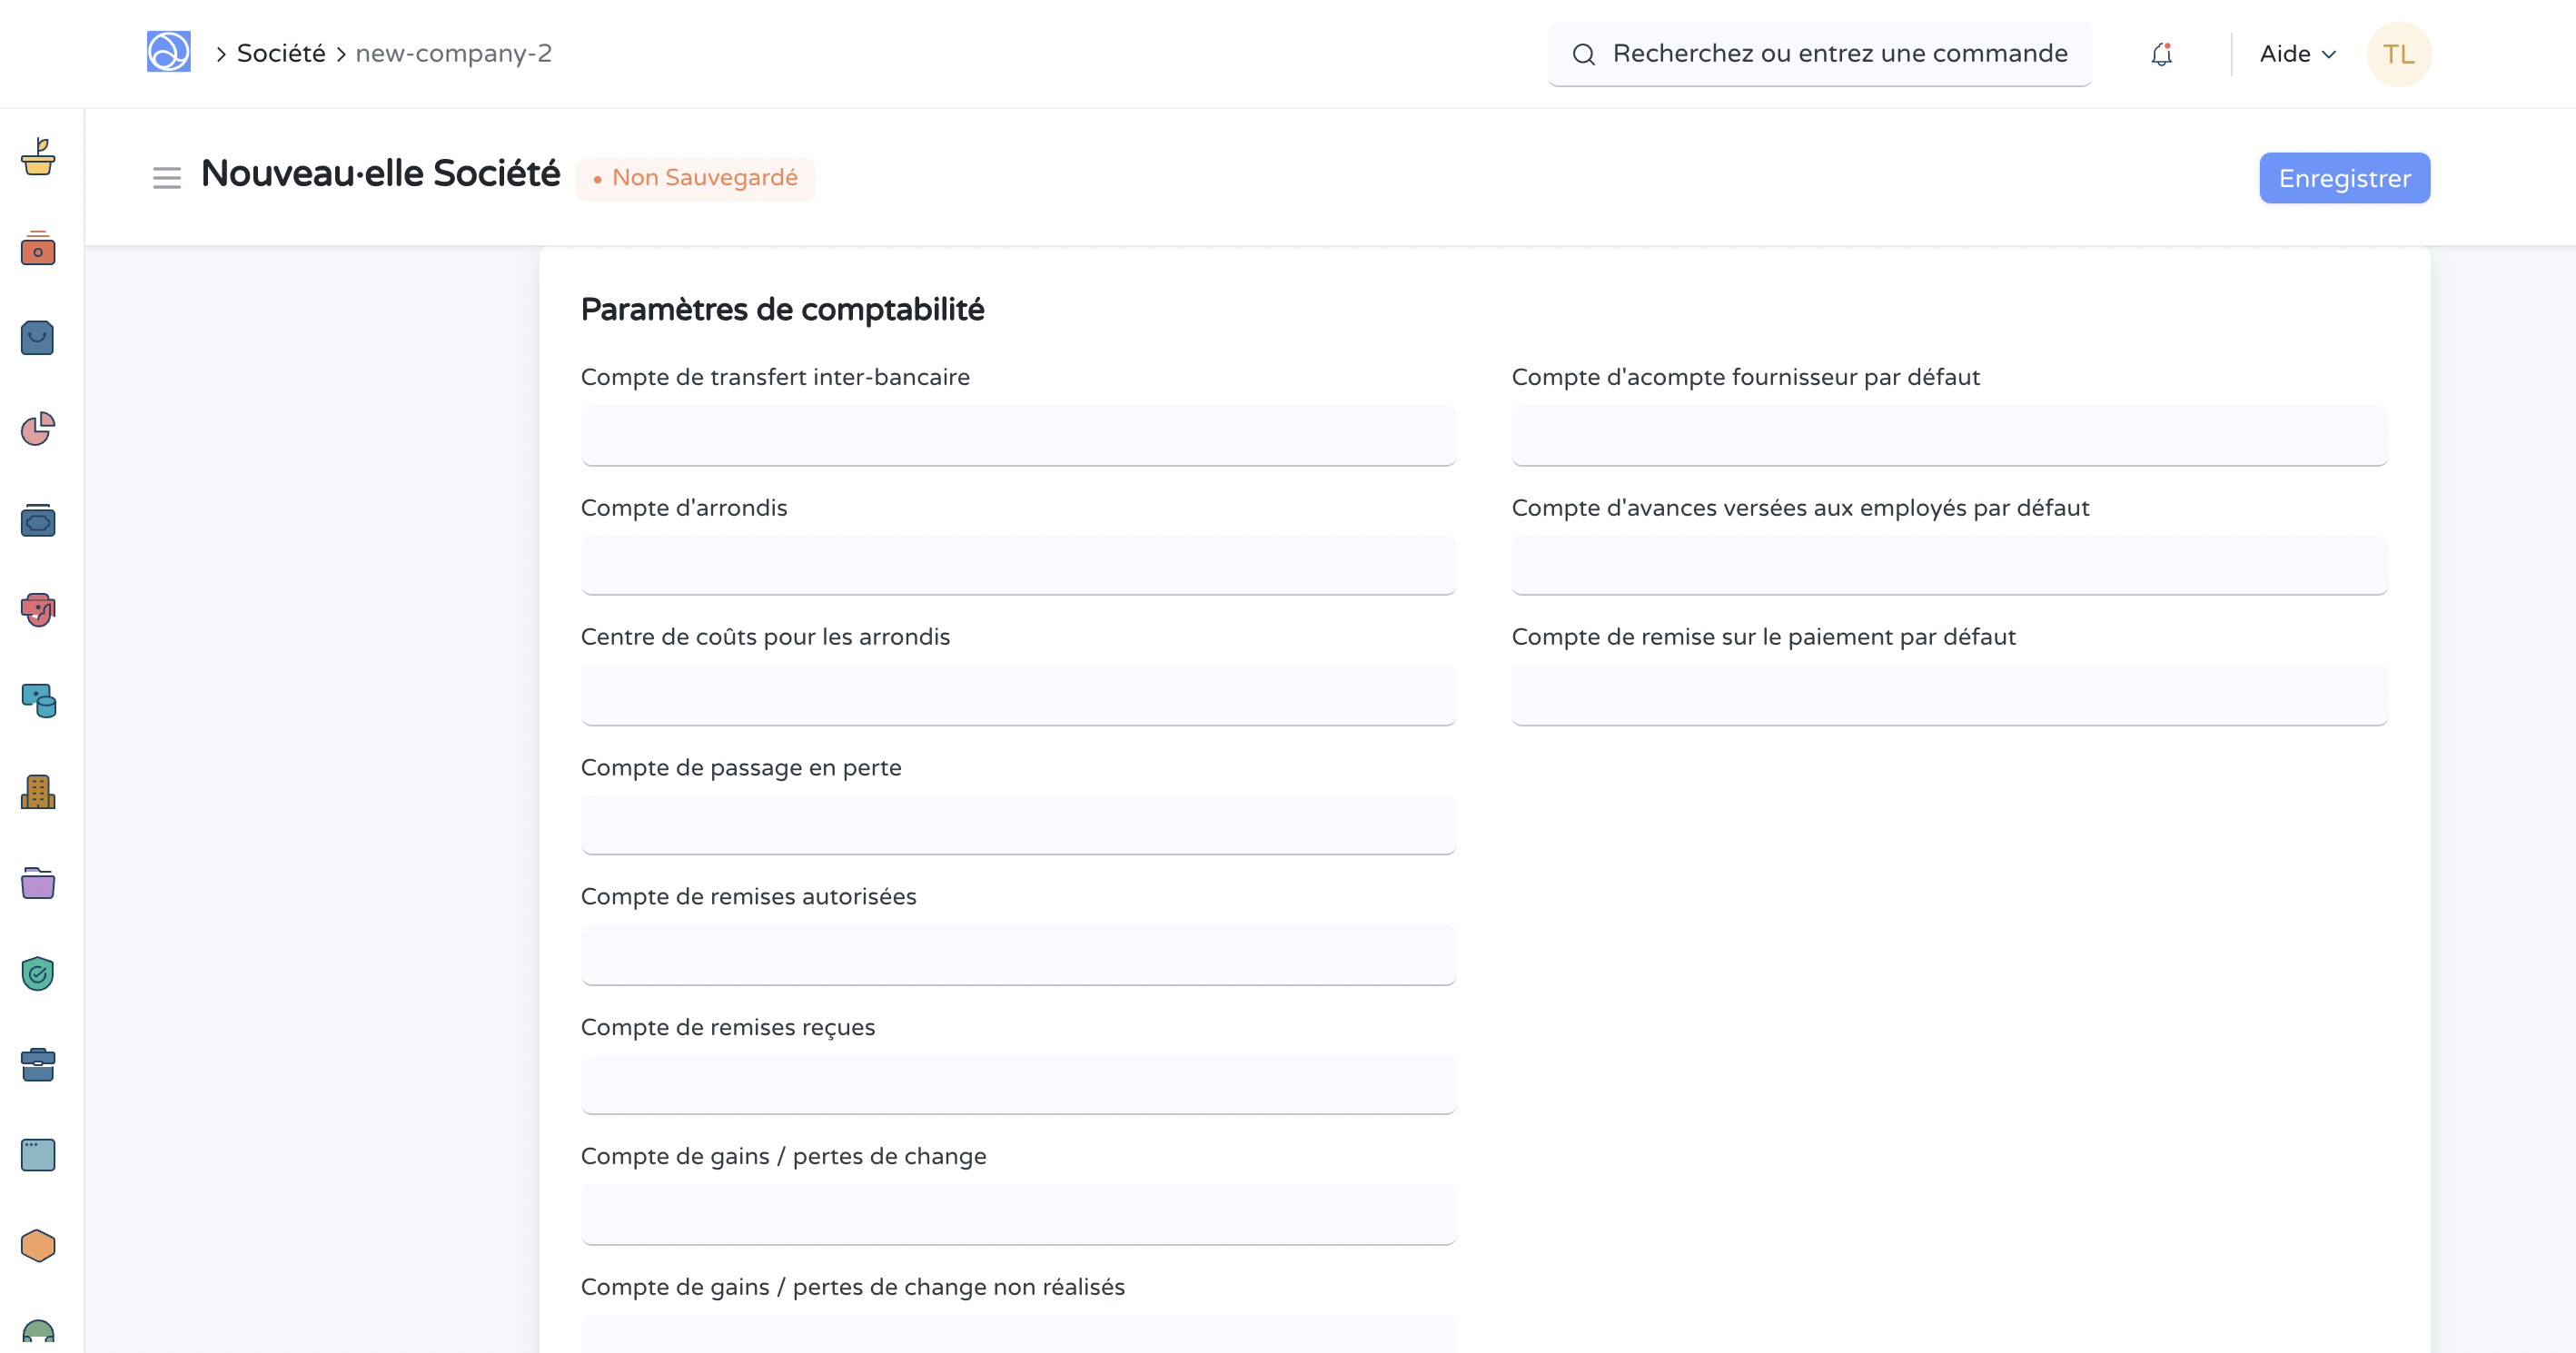 Société
new-company-2
Recherchez ou entrez une commande
Aide
TL
Nouveau·elle Société
Non Sauvegardé
Enregistrer
Paramètres de comptabilité
Compte de transfert inter-bancaire
Compte d'arrondis
Centre de coûts pour les arrondis
Compte de passage en perte
Compte de remises autorisées
Compte de remises reçues
Compte de gains / pertes de change
Compte de gains / pertes de change non réalisés
Compte d'acompte fournisseur par défaut
Compte d'avances versées aux employés par défaut
Compte de remise sur le paiement par défaut